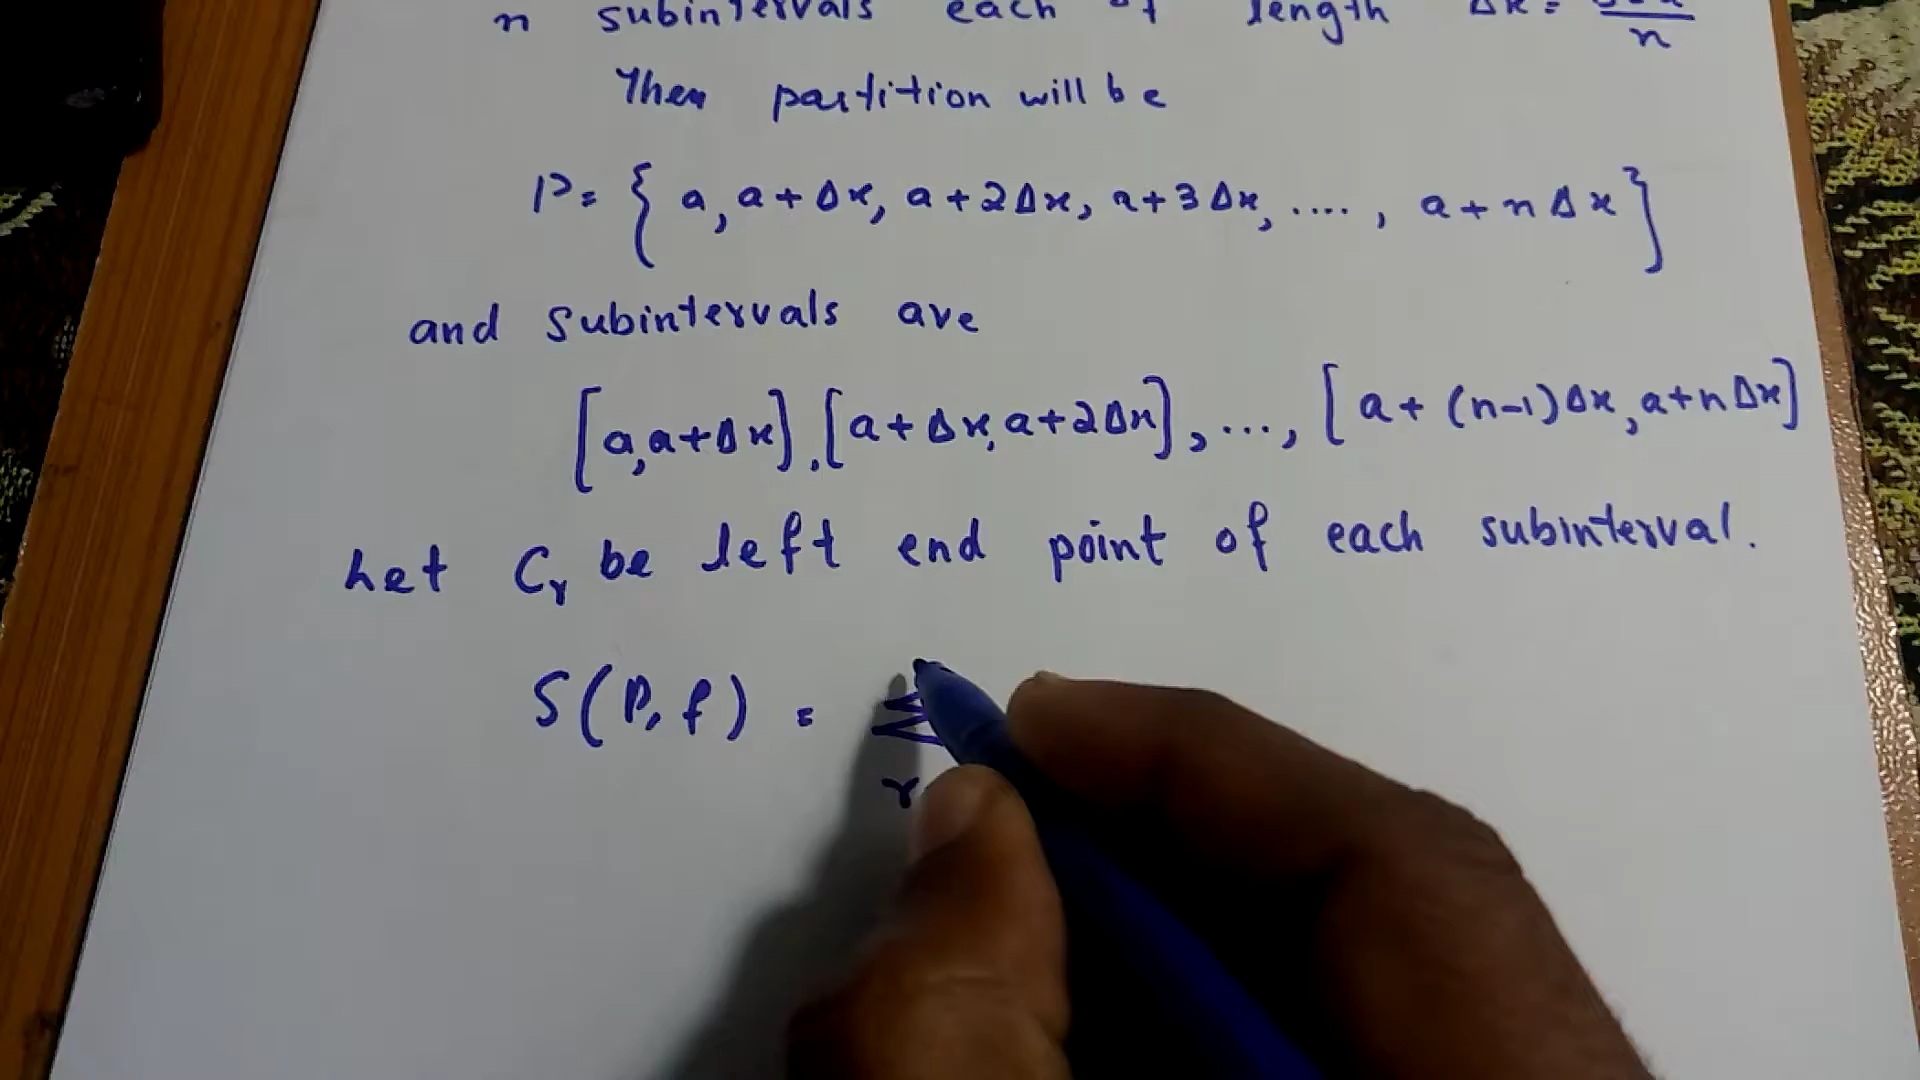 n subintervals each of length Δx = /n
Then partition will be
P = { a, a + Δx, a + 2Δx, a + 3Δx, ...., a + nΔx }
and subintervals are
[a, a+Δx], [a + Δx, a + 2Δx], ..., [a + (n-1)Δx, a + nΔx]
Let Cr be left end point of each subinterval.
S(P, f) = Σ
r